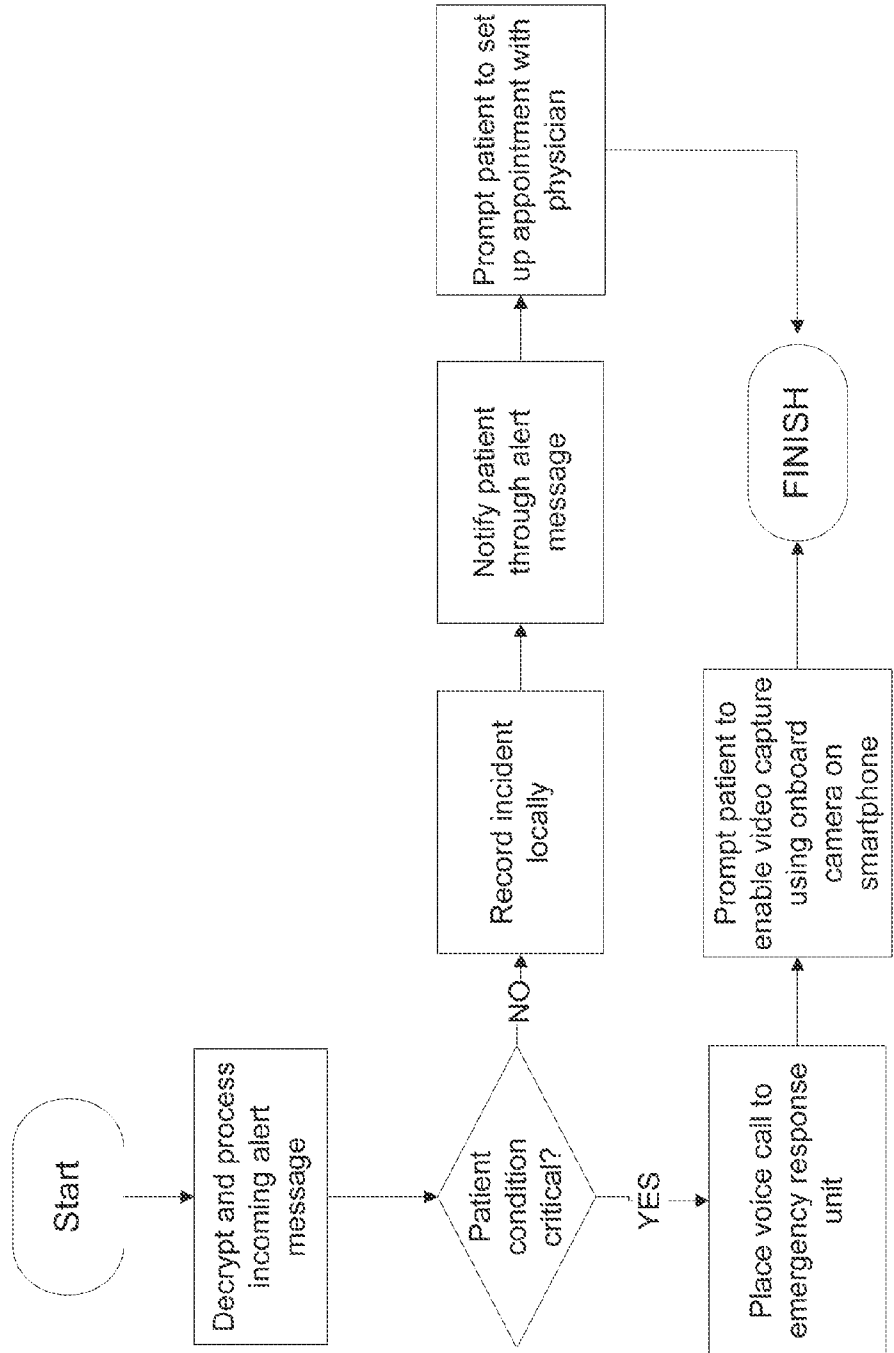 Start
Decrypt and process
incoming alert
message
Patient
condition
critical?
NO
Record incident
locally
Notify patient
through alert
message
Prompt patient to set
up appointment with
physician
YES
Place voice call to
emergency response
unit
Prompt patient to
enable video capture
using onboard
camera on
smartphone
FINISH